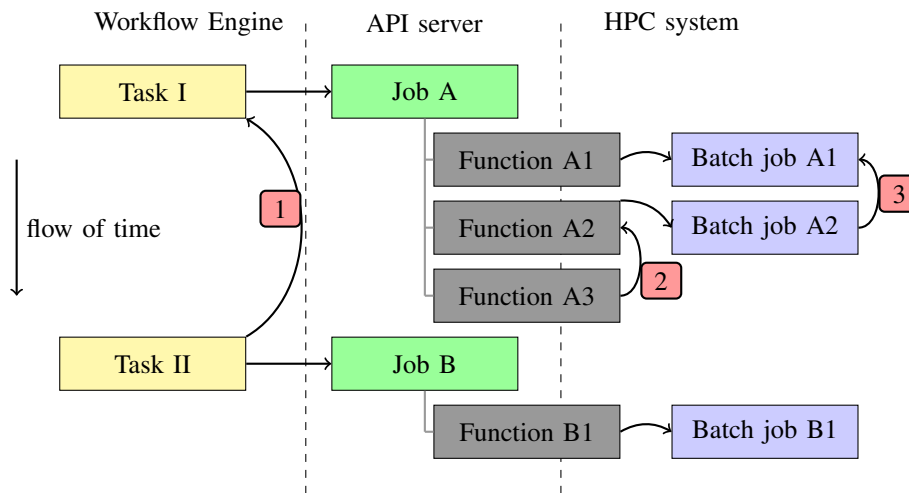 Workflow Engine
API server
HPC system
Task I
Job A
Function A1
Batch job A1
3
1
Function A2
Batch job A2
flow of time
2
Function A3
Task II
Job B
Function B1
Batch job B1